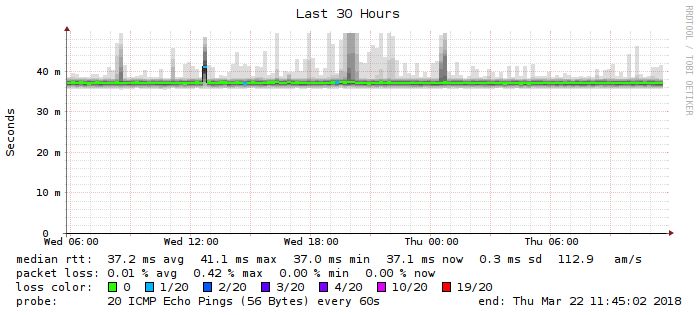 Last 30 Hours
RRDTOOL / TOBI OETIKER
Seconds
40 m
30 m
20 m
10 m
0
Wed 06:00 Wed 12:00 Wed 18:00 Thu 00:00 Thu 06:00
median rtt: 37.2 ms avg 41.1 ms max 37.0 ms min 37.1 ms now 0.3 ms sd 112.9 am/s
packet loss: 0.01 % avg 0.42 % max 0.00 % min 0.00 % now
loss color: 0 1/20 2/20 3/20 4/20 10/20 19/20
probe: 20 ICMP Echo Pings (56 Bytes) every 60s end: Thu Mar 22 11:45:02 2018